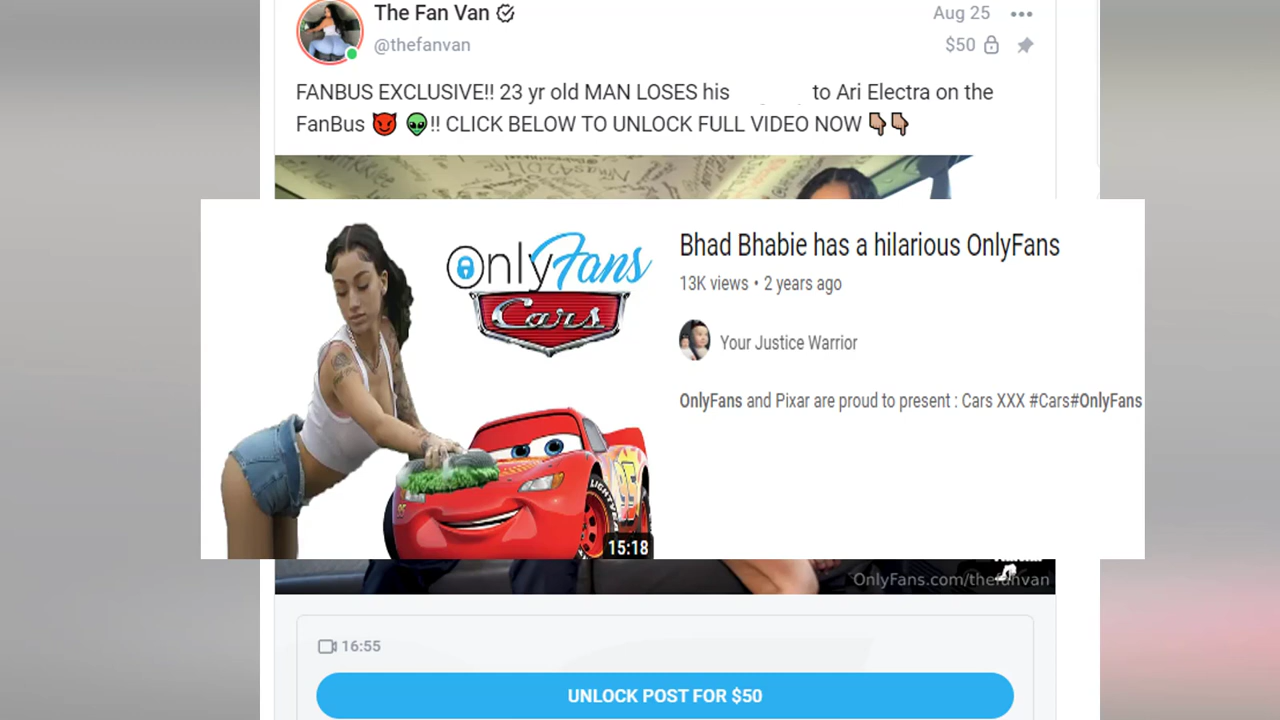 The Fan Van
Aug 25
@thefanvan
$50
FANBUS EXCLUSIVE!! 23 yr old MAN LOSES his to Ari Electra on the
FanBus 😈 👽!! CLICK BELOW TO UNLOCK FULL VIDEO NOW 👇🏽👇🏽
OnlyFans
Cars
95
LIGHTYE
15:18
Bhad Bhabie has a hilarious OnlyFans
13K views • 2 years ago
Your Justice Warrior
OnlyFans and Pixar are proud to present : Cars XXX #Cars#OnlyFans
OnlyFans.com/thefanvan
16:55
UNLOCK POST FOR $50